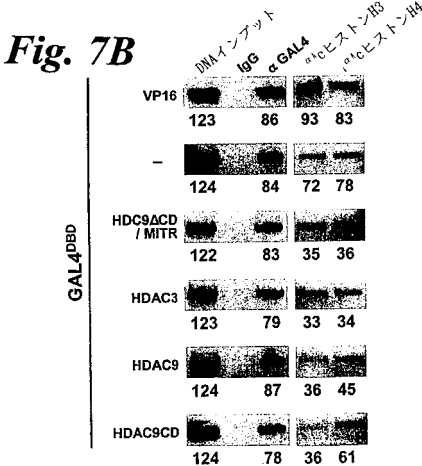 Fig. 7B
DNAインプット
IgG
α GAL4
αAcヒストンH3
αAcヒストンH4
GAL4DBD
VP16
123 86 93 83
–
124 84 72 78
HDC9ΔCD
/ MITR
122 83 35 36
HDAC3
123 79 33 34
HDAC9
124 87 36 45
HDAC9CD
124 78 36 61